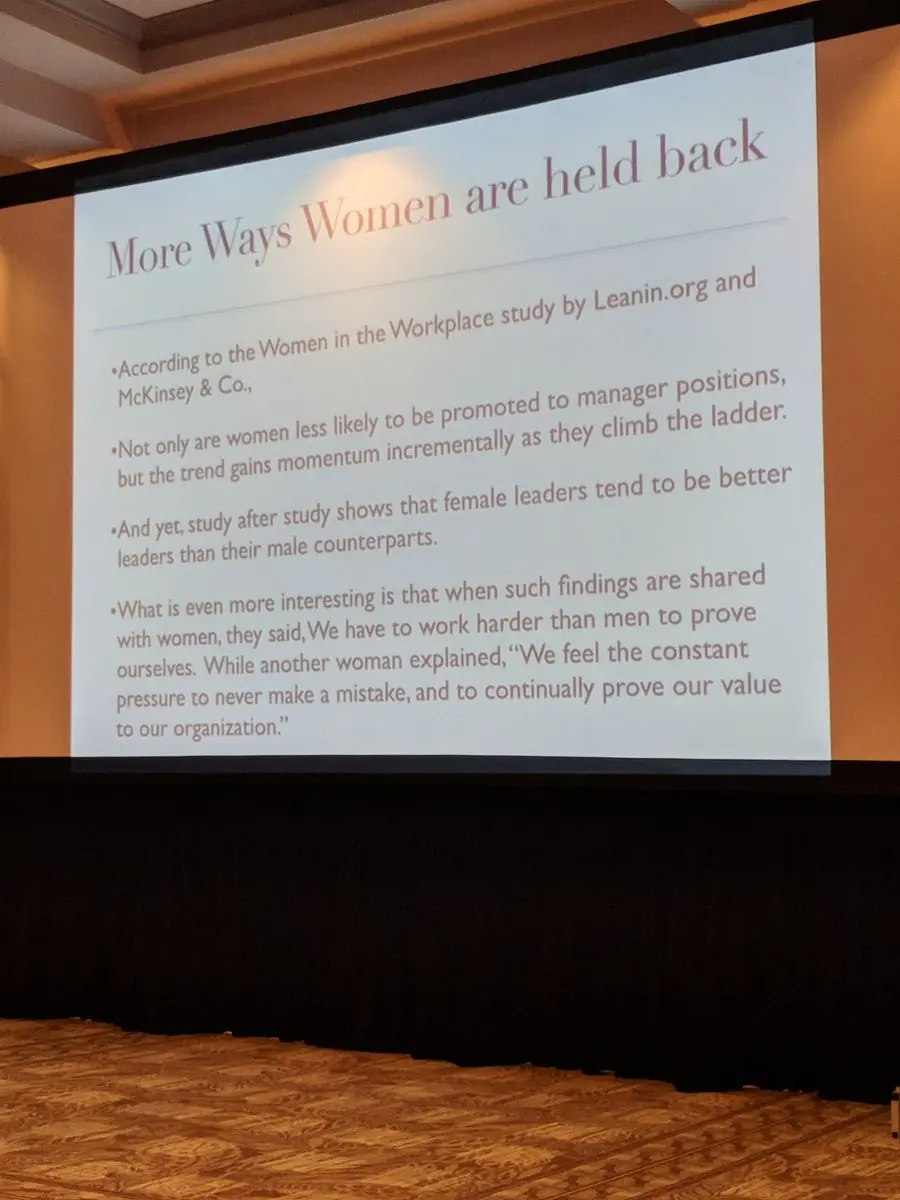 More Ways Women are held back
•According to the Women in the Workplace study by Leanin.org and
McKinsey & Co.,
•Not only are women less likely to be promoted to manager positions,
but the trend gains momentum incrementally as they climb the ladder.
•And yet, study after study shows that female leaders tend to be better
leaders than their male counterparts.
•What is even more interesting is that when such findings are shared
with women, they said, We have to work harder than men to prove
ourselves. While another woman explained, “We feel the constant
pressure to never make a mistake, and to continually prove our value
to our organization.”